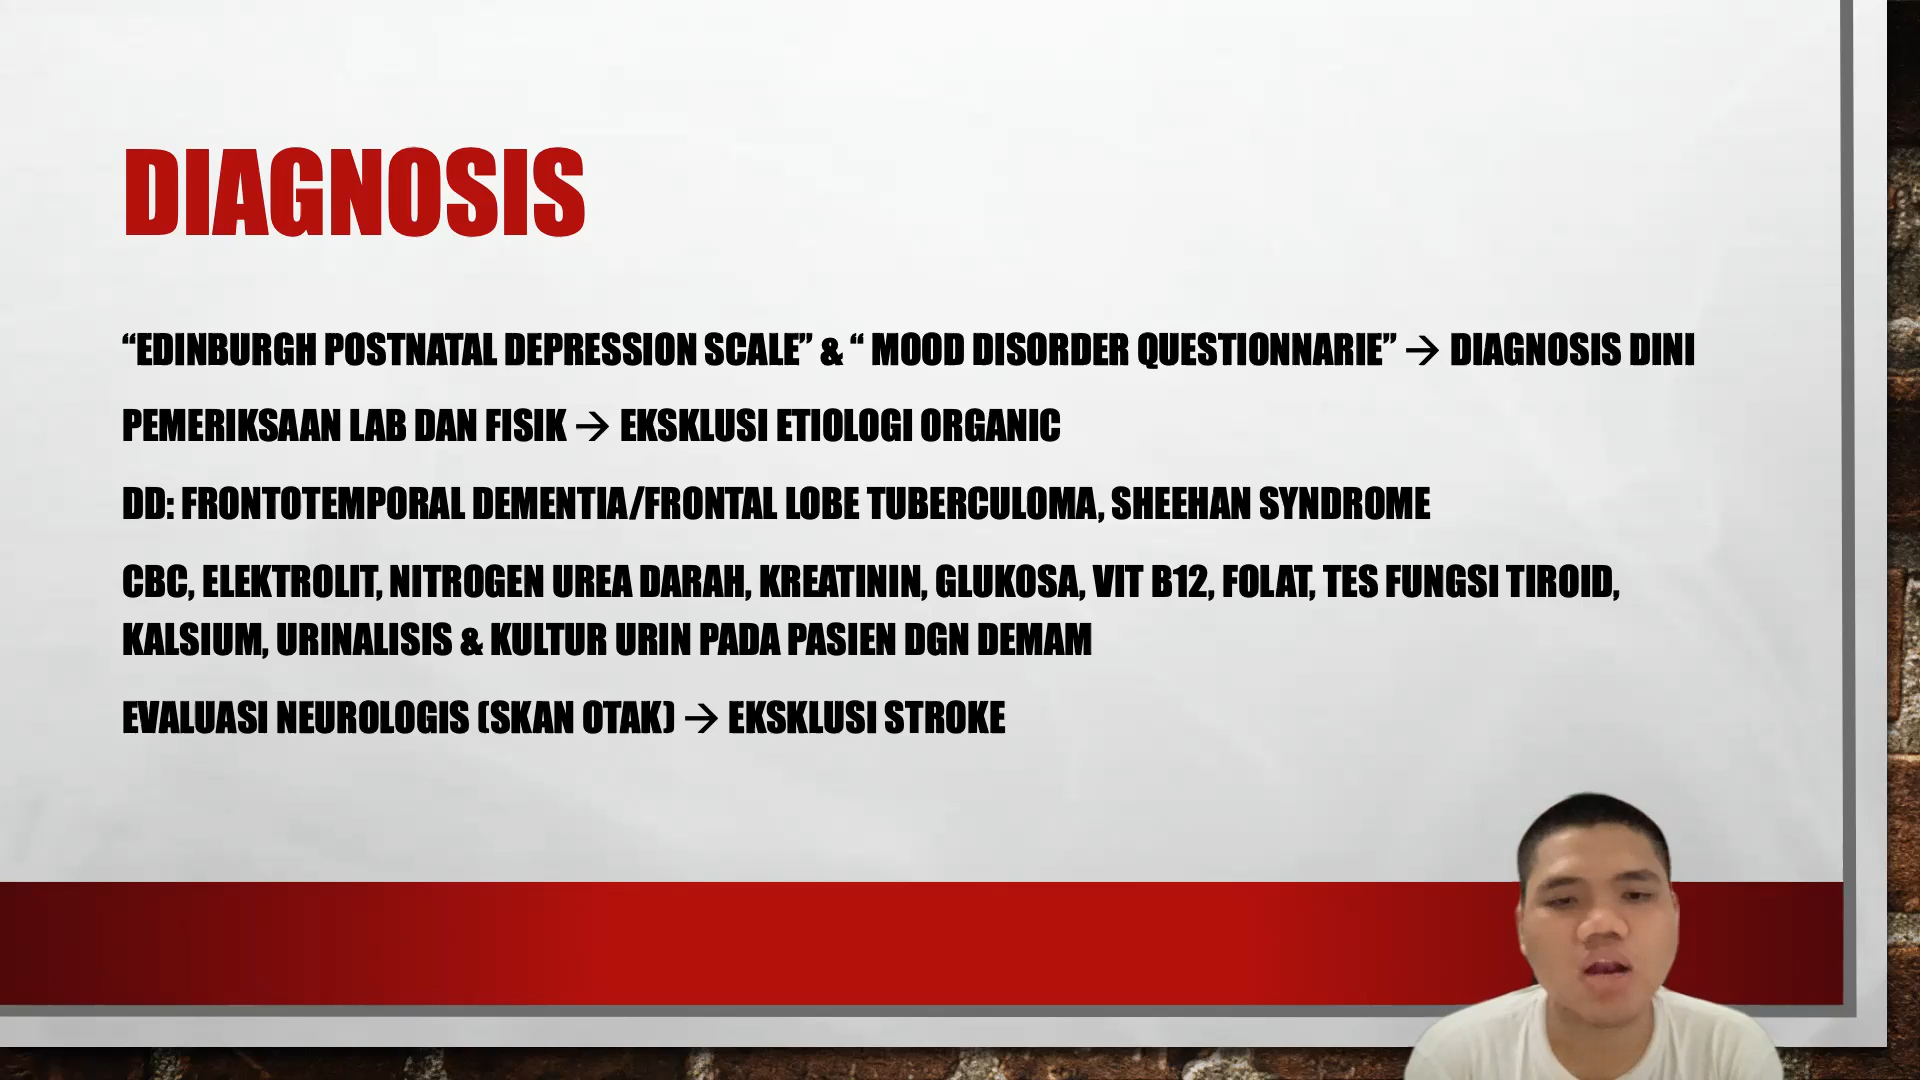 DIAGNOSIS
“EDINBURGH POSTNATAL DEPRESSION SCALE” & “ MOOD DISORDER QUESTIONNARIE” → DIAGNOSIS DINI
PEMERIKSAAN LAB DAN FISIK → EKSKLUSI ETIOLOGI ORGANIC
DD: FRONTOTEMPORAL DEMENTIA/FRONTAL LOBE TUBERCULOMA, SHEEHAN SYNDROME
CBC, ELEKTROLIT, NITROGEN UREA DARAH, KREATININ, GLUKOSA, VIT B12, FOLAT, TES FUNGSI TIROID,
KALSIUM, URINALISIS & KULTUR URIN PADA PASIEN DGN DEMAM
EVALUASI NEUROLOGIS (SKAN OTAK) → EKSKLUSI STROKE